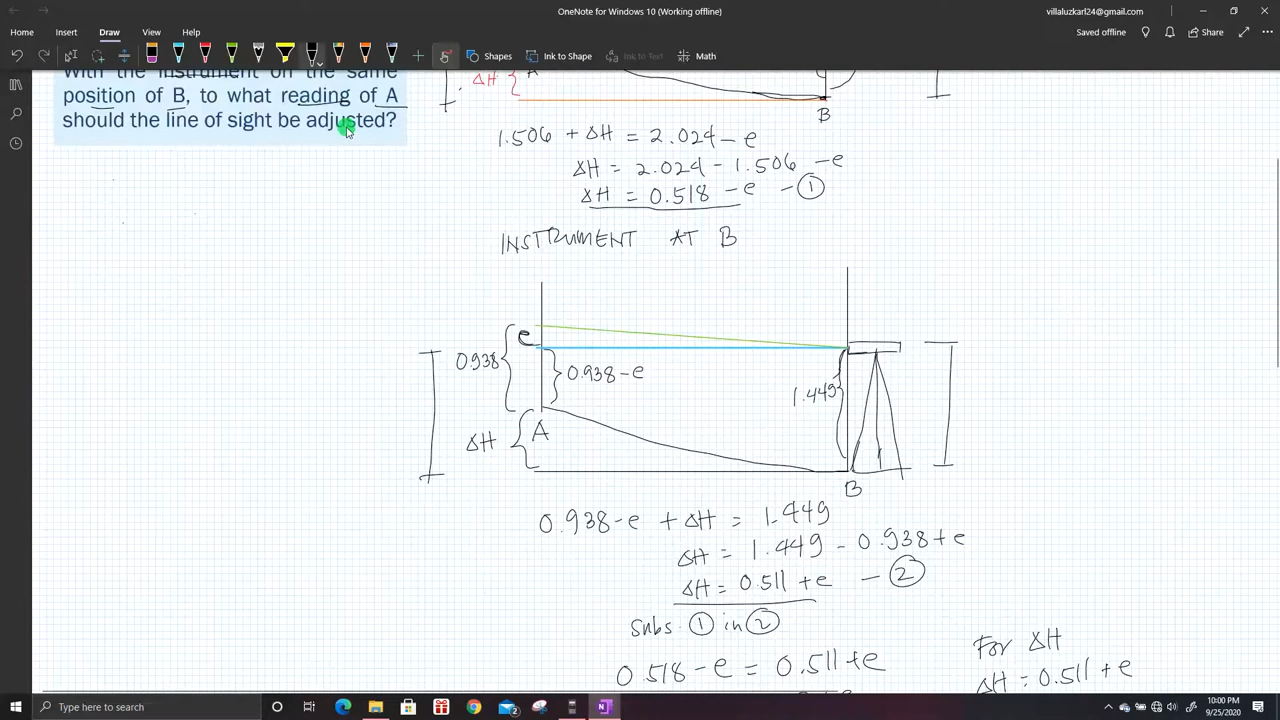 OneNote for Windows 10 (Working offline)
villaluzkarl24@gmail.com
Home Insert Draw View Help
Saved offline Share
Shapes Ink to Shape Ink to Text Math
With the instrument on the same
position of B, to what reading of A
should the line of sight be adjusted?
ΔH
A
B
1.506 + ΔH = 2.024 - e
ΔH = 2.024 - 1.506 - e
ΔH = 0.518 - e - ①
INSTRUMENT AT B
e
0.938
0.938 - e
1.449
ΔH
A
B
0.938 - e + ΔH = 1.449
ΔH = 1.449 - 0.938 + e
ΔH = 0.511 + e - ②
Subs. ① in ②
For ΔH
0.518 - e = 0.511 + e
ΔH = 0.511 + e
Type here to search
10:00 PM
9/25/2020